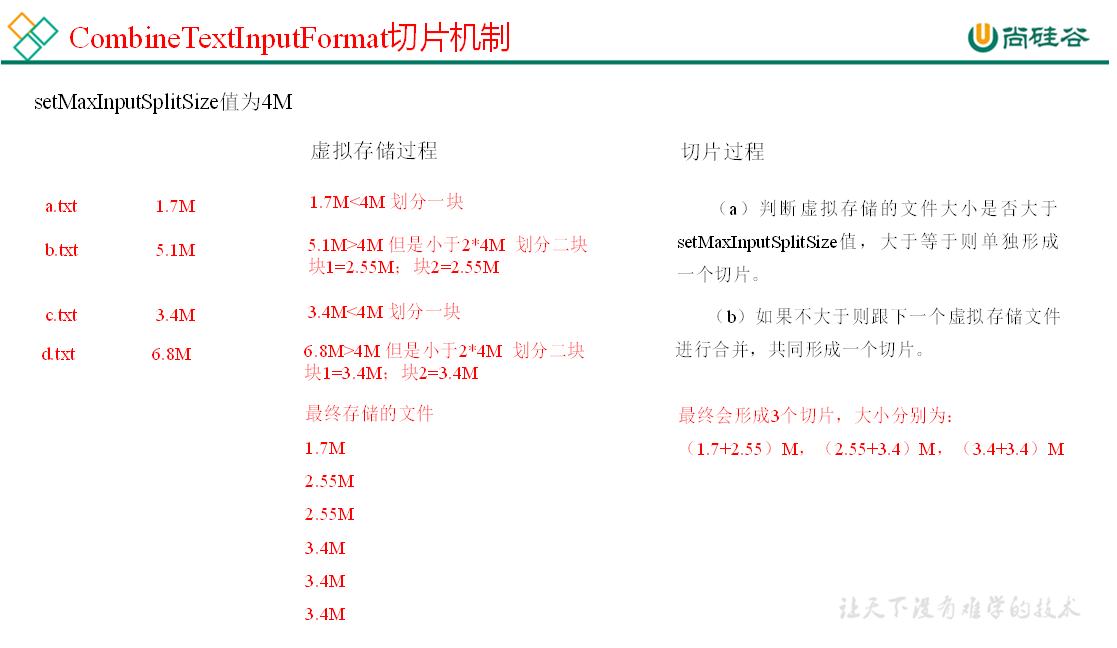 CombineTextInputFormat切片机制
尚硅谷
setMaxInputSplitSize值为4M
虚拟存储过程
切片过程
a.txt 1.7M 1.7M<4M 划分一块
b.txt 5.1M 5.1M>4M 但是小于2*4M 划分二块
块1=2.55M；块2=2.55M
c.txt 3.4M 3.4M<4M 划分一块
d.txt 6.8M 6.8M>4M 但是小于2*4M 划分二块
块1=3.4M；块2=3.4M
最终存储的文件
1.7M
2.55M
2.55M
3.4M
3.4M
3.4M
（a）判断虚拟存储的文件大小是否大于
setMaxInputSplitSize值，大于等于则单独形成
一个切片。
（b）如果不大于则跟下一个虚拟存储文件
进行合并，共同形成一个切片。
最终会形成3个切片，大小分别为：
（1.7+2.55）M，（2.55+3.4）M，（3.4+3.4）M
让天下没有难学的技术